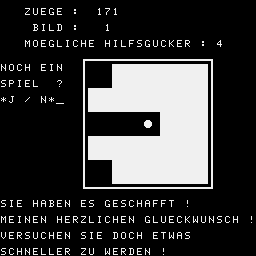 ZUEGE :  171
BILD :    1
MOEGLICHE HILFSGUCKER : 4
NOCH EIN
SPIEL  ?
*J / N*_
SIE HABEN ES GESCHAFFT !
MEINEN HERZLICHEN GLUECKWUNSCH !
VERSUCHEN SIE DOCH ETWAS
SCHNELLER ZU WERDEN !